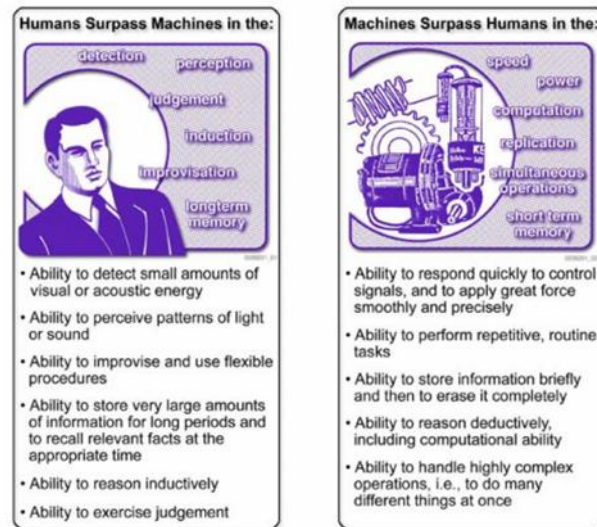 Humans Surpass Machines in the:
detection
perception
judgement
induction
improvisation
longterm
memory
• Ability to detect small amounts of
visual or acoustic energy
• Ability to perceive patterns of light
or sound
• Ability to improvise and use flexible
procedures
• Ability to store very large amounts
of information for long periods and
to recall relevant facts at the
appropriate time
• Ability to reason inductively
• Ability to exercise judgement
Machines Surpass Humans in the:
speed
power
computation
replication
simultaneous
operations
short term
memory
• Ability to respond quickly to control
signals, and to apply great force
smoothly and precisely
• Ability to perform repetitive, routine
tasks
• Ability to store information briefly
and then to erase it completely
• Ability to reason deductively,
including computational ability
• Ability to handle highly complex
operations, i.e., to do many
different things at once